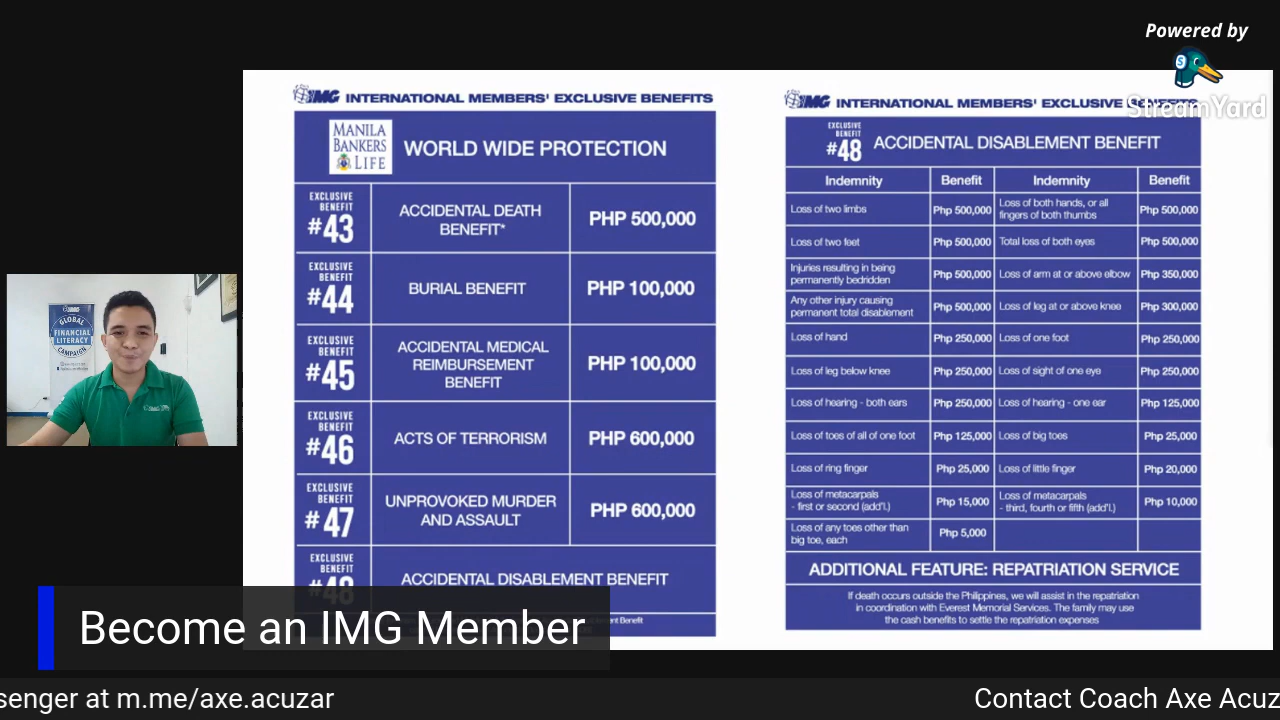 Powered by
StreamYard
IMG INTERNATIONAL MEMBERS' EXCLUSIVE BENEFITS
MANILA
BANKERS
LIFE
WORLD WIDE PROTECTION
EXCLUSIVE
BENEFIT
#43
ACCIDENTAL DEATH
BENEFIT*
PHP 500,000
EXCLUSIVE
BENEFIT
#44
BURIAL BENEFIT
PHP 100,000
EXCLUSIVE
BENEFIT
#45
ACCIDENTAL MEDICAL
REIMBURSEMENT
BENEFIT
PHP 100,000
EXCLUSIVE
BENEFIT
#46
ACTS OF TERRORISM
PHP 600,000
EXCLUSIVE
BENEFIT
#47
UNPROVOKED MURDER
AND ASSAULT
PHP 600,000
EXCLUSIVE
BENEFIT
#48
ACCIDENTAL DISABLEMENT BENEFIT
Benefit
IMG INTERNATIONAL MEMBERS' EXCLUSIVE BENEFITS
EXCLUSIVE
BENEFIT
#48
ACCIDENTAL DISABLEMENT BENEFIT
Indemnity Benefit Indemnity Benefit
Loss of two limbs Php 500,000 Loss of both hands, or all
fingers of both thumbs Php 500,000
Loss of two feet Php 500,000 Total loss of both eyes Php 500,000
Injuries resulting in being
permanently bedridden Php 500,000 Loss of arm at or above elbow Php 350,000
Any other injury causing
permanent total disablement Php 500,000 Loss of leg at or above knee Php 300,000
Loss of hand Php 250,000 Loss of one foot Php 250,000
Loss of leg below knee Php 250,000 Loss of sight of one eye Php 250,000
Loss of hearing - both ears Php 250,000 Loss of hearing - one ear Php 125,000
Loss of toes of all of one foot Php 125,000 Loss of big toes Php 25,000
Loss of ring finger Php 25,000 Loss of little finger Php 20,000
Loss of metacarpals
- first or second (add'l.) Php 15,000 Loss of metacarpals
- third, fourth or fifth (add'l.) Php 10,000
Loss of any toes other than
big toe, each Php 5,000
ADDITIONAL FEATURE: REPATRIATION SERVICE
If death occurs outside the Philippines, we will assist in the repatriation
in coordination with Everest Memorial Services. The family may use
the cash benefits to settle the repatriation expenses
IMG
GLOBAL
FINANCIAL
LITERACY
CAMPAIGN
Become an IMG Member
senger at m.me/axe.acuzar
Contact Coach Axe Acuz